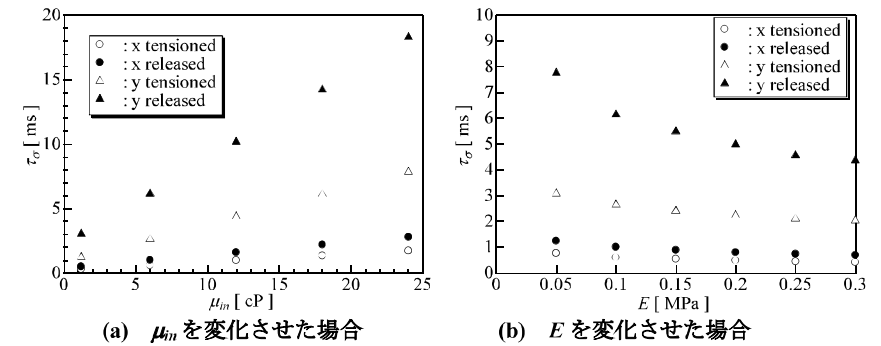 20
15
10
5
0
τσ [ ms ]
○ : x tensioned
● : x released
△ : y tensioned
▲ : y released
0 5 10 15 20 25
μin [ cP ]
(a) μinを変化させた場合
10
9
8
7
6
5
4
3
2
1
0
τσ [ ms ]
○ : x tensioned
● : x released
△ : y tensioned
▲ : y released
0.05 0.1 0.15 0.2 0.25 0.3
E [ MPa ]
(b) Eを変化させた場合